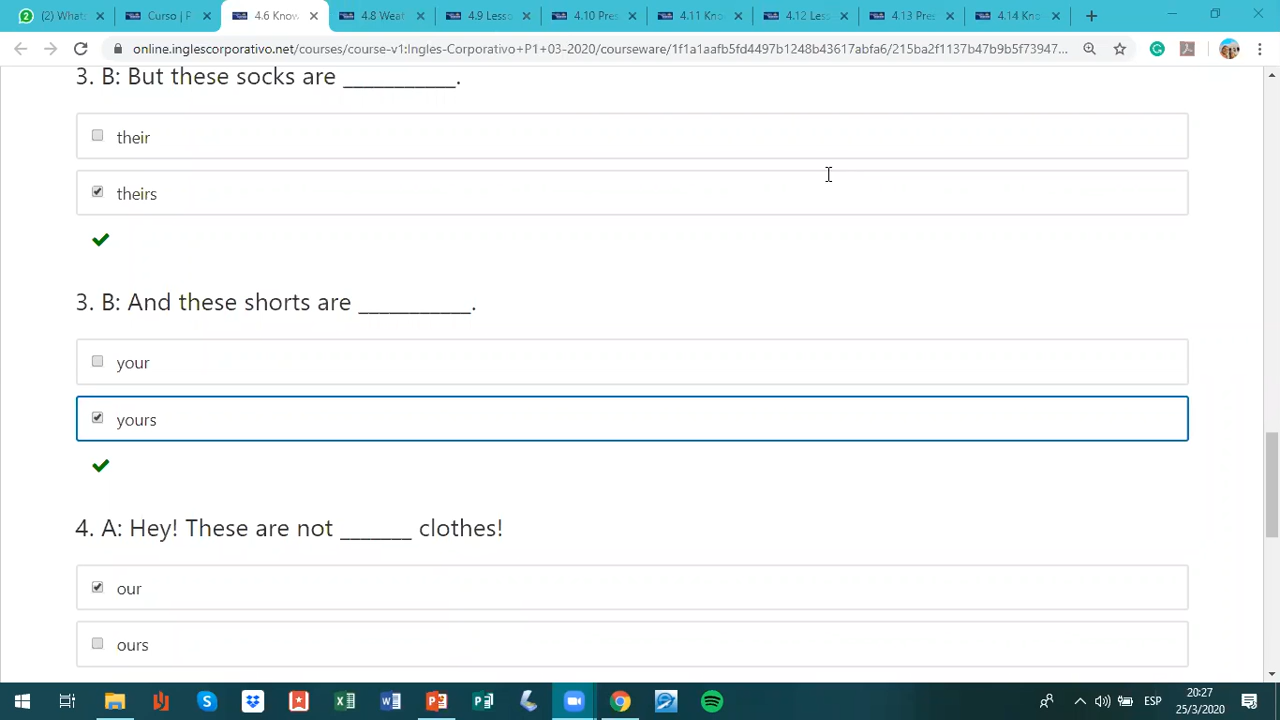 (2) Whats
Curso | F
4.6 Know
4.8 Weat
4.9 Lesso
4.10 Pres
4.11 Kno
4.12 Less
4.13 Pres
4.14 Kno
online.inglescorporativo.net/courses/course-v1:Ingles-Corporativo+P1+03-2020/courseware/1f1a1aafb5fd4497b1248b43617abfa6/215ba2f1137b47b9b5f73947...
3. B: But these socks are __________.
their
theirs
3. B: And these shorts are __________.
your
yours
4. A: Hey! These are not ______ clothes!
our
ours
ESP
20:27
25/3/2020